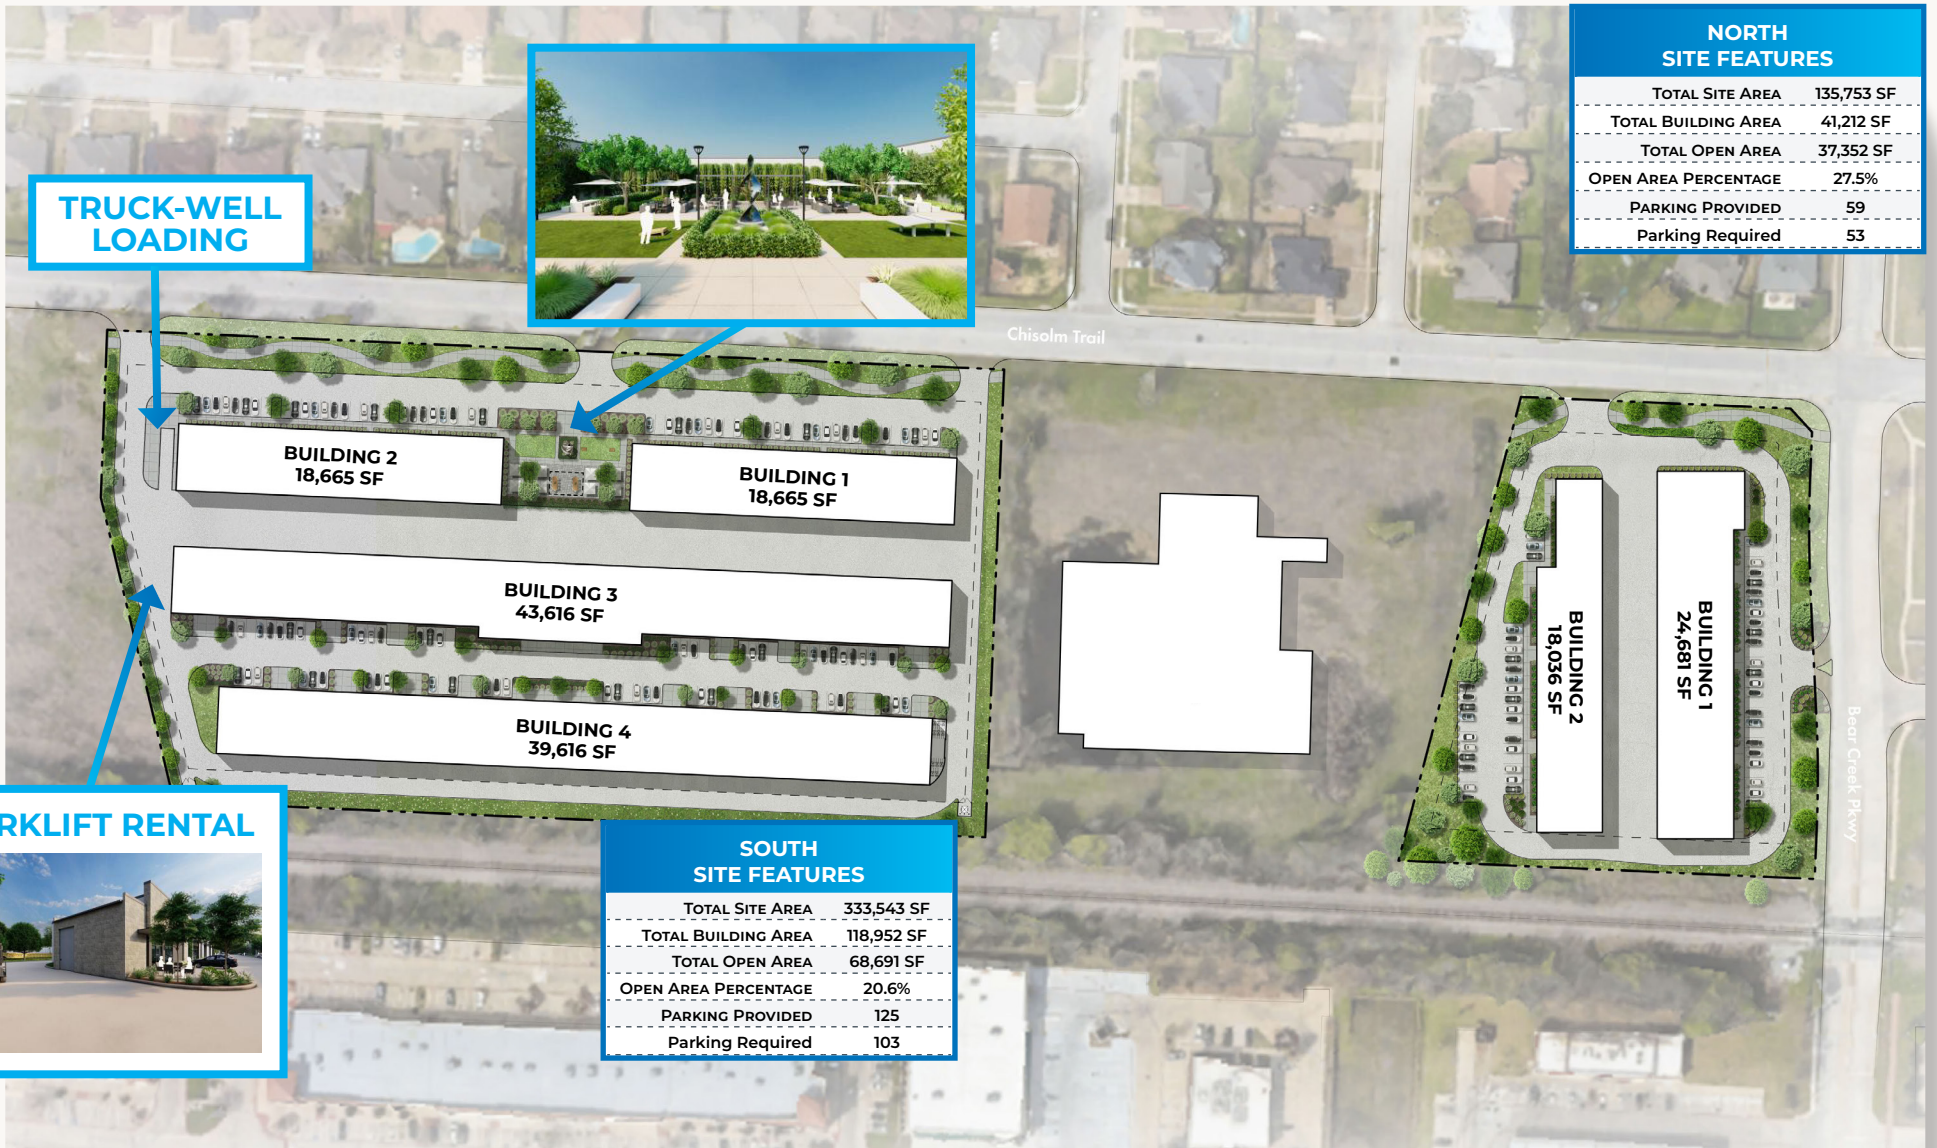 NORTH
SITE FEATURES
TOTAL SITE AREA 135,753 SF
TOTAL BUILDING AREA 41,212 SF
TOTAL OPEN AREA 37,352 SF
OPEN AREA PERCENTAGE 27.5%
PARKING PROVIDED 59
Parking Required 53
TRUCK-WELL
LOADING
Chisolm Trail
BUILDING 2
18,665 SF
BUILDING 1
18,665 SF
BUILDING 3
43,616 SF
BUILDING 4
39,616 SF
BUILDING 2
18,036 SF
BUILDING 1
24,681 SF
Bear Creek Pkwy
RKLIFT RENTAL
SOUTH
SITE FEATURES
TOTAL SITE AREA 333,543 SF
TOTAL BUILDING AREA 118,952 SF
TOTAL OPEN AREA 68,691 SF
OPEN AREA PERCENTAGE 20.6%
PARKING PROVIDED 125
Parking Required 103